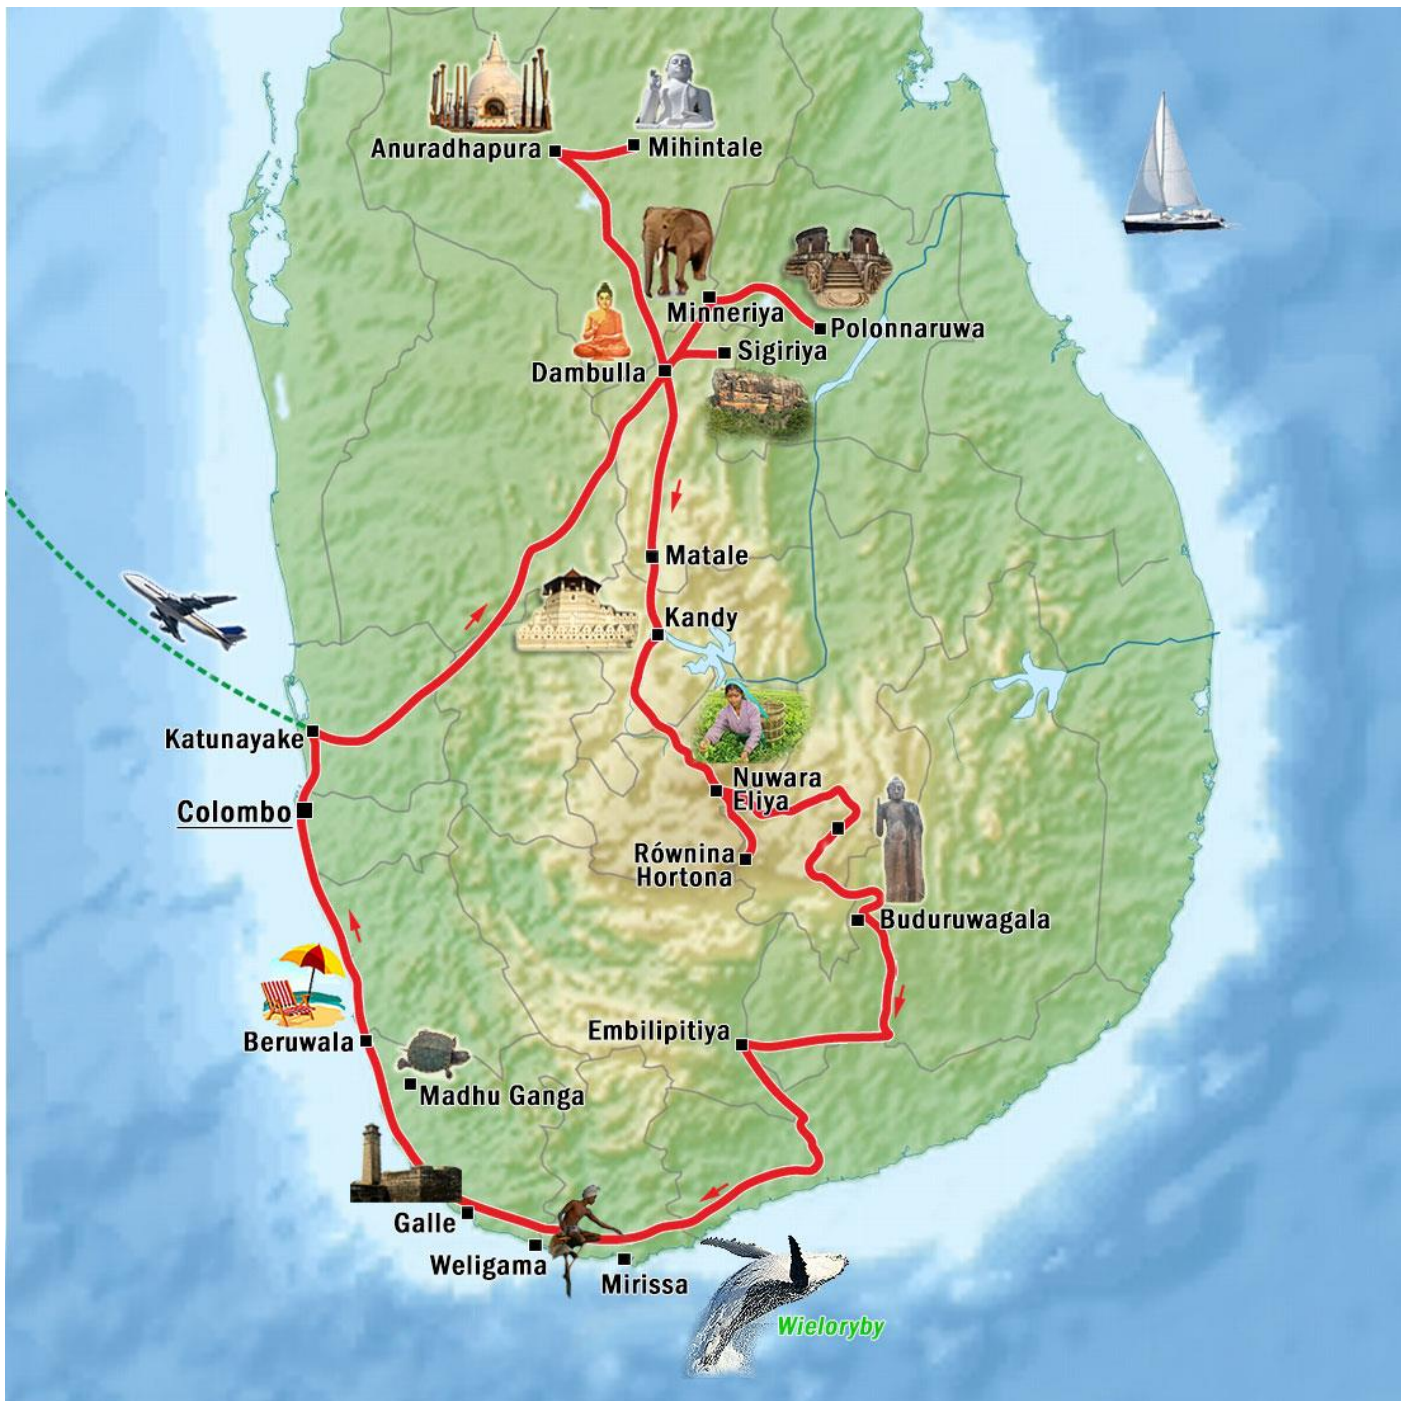 Anuradhapura
Mihintale
Minneriya
Polonnaruwa
Sigiriya
Dambulla
Matale
Kandy
Katunayake
Nuwara
Eliya
Colombo
Równina
Hortona
Buduruwagala
Embilipitiya
Beruwala
Madhu Ganga
Galle
Weligama
Mirissa
Wieloryby